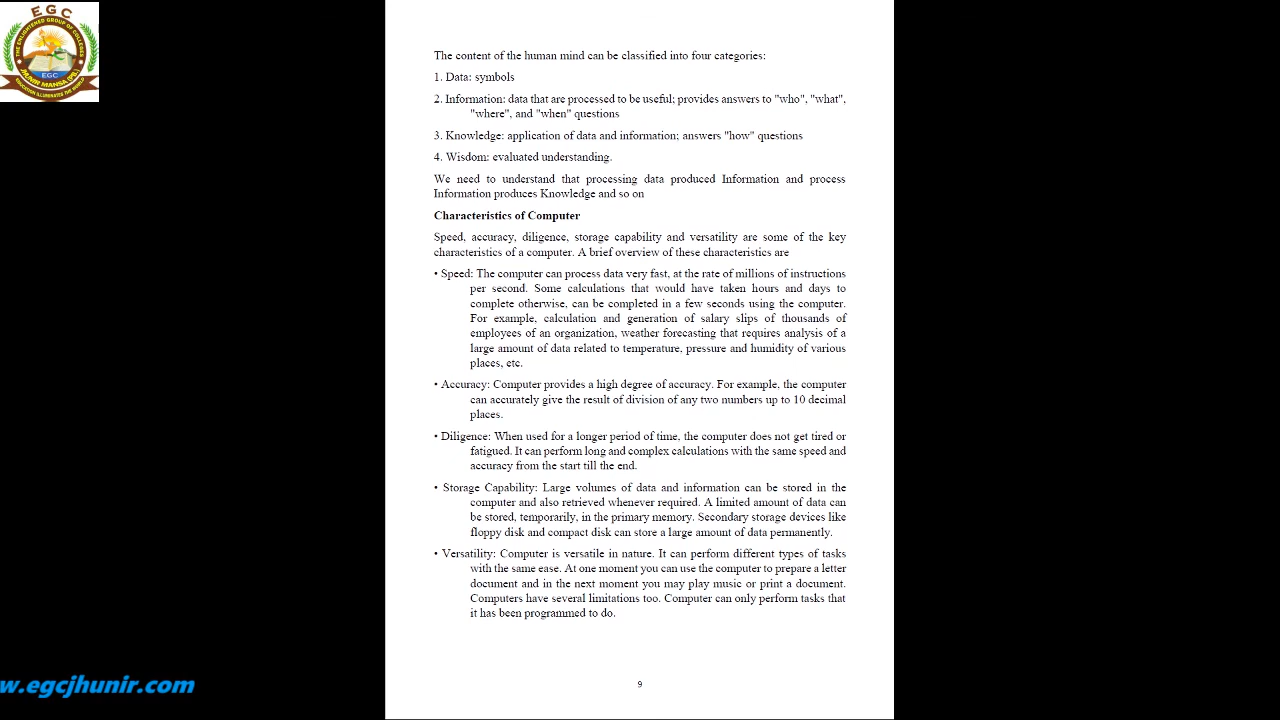 EGC
THE ENLIGHTENED GROUP OF COLLEGES
EGC
JHUNIR MANSA (PB.)
EDUCATION ILLUMINATES THE WORLD
The content of the human mind can be classified into four categories:
1. Data: symbols
2. Information: data that are processed to be useful; provides answers to "who", "what",
"where", and "when" questions
3. Knowledge: application of data and information; answers "how" questions
4. Wisdom: evaluated understanding.
We need to understand that processing data produced Information and process
Information produces Knowledge and so on
Characteristics of Computer
Speed, accuracy, diligence, storage capability and versatility are some of the key
characteristics of a computer. A brief overview of these characteristics are
• Speed: The computer can process data very fast, at the rate of millions of instructions
per second. Some calculations that would have taken hours and days to
complete otherwise, can be completed in a few seconds using the computer.
For example, calculation and generation of salary slips of thousands of
employees of an organization, weather forecasting that requires analysis of a
large amount of data related to temperature, pressure and humidity of various
places, etc.
• Accuracy: Computer provides a high degree of accuracy. For example, the computer
can accurately give the result of division of any two numbers up to 10 decimal
places.
• Diligence: When used for a longer period of time, the computer does not get tired or
fatigued. It can perform long and complex calculations with the same speed and
accuracy from the start till the end.
• Storage Capability: Large volumes of data and information can be stored in the
computer and also retrieved whenever required. A limited amount of data can
be stored, temporarily, in the primary memory. Secondary storage devices like
floppy disk and compact disk can store a large amount of data permanently.
• Versatility: Computer is versatile in nature. It can perform different types of tasks
with the same ease. At one moment you can use the computer to prepare a letter
document and in the next moment you may play music or print a document.
Computers have several limitations too. Computer can only perform tasks that
it has been programmed to do.
w.egcjhunir.com
9